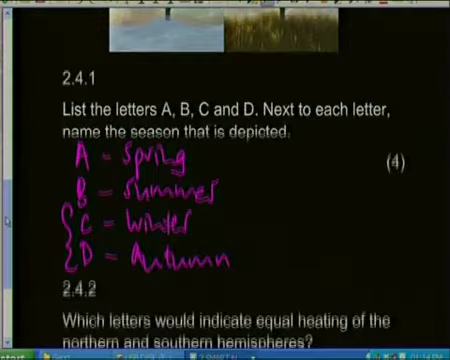 2.4.1
List the letters A, B, C and D. Next to each letter,
name the season that is depicted.
A = Spring
(4)
B = Summer
C = Winter
D = Autumn
2.4.2
Which letters would indicate equal heating of the
northern and southern hemispheres?
start